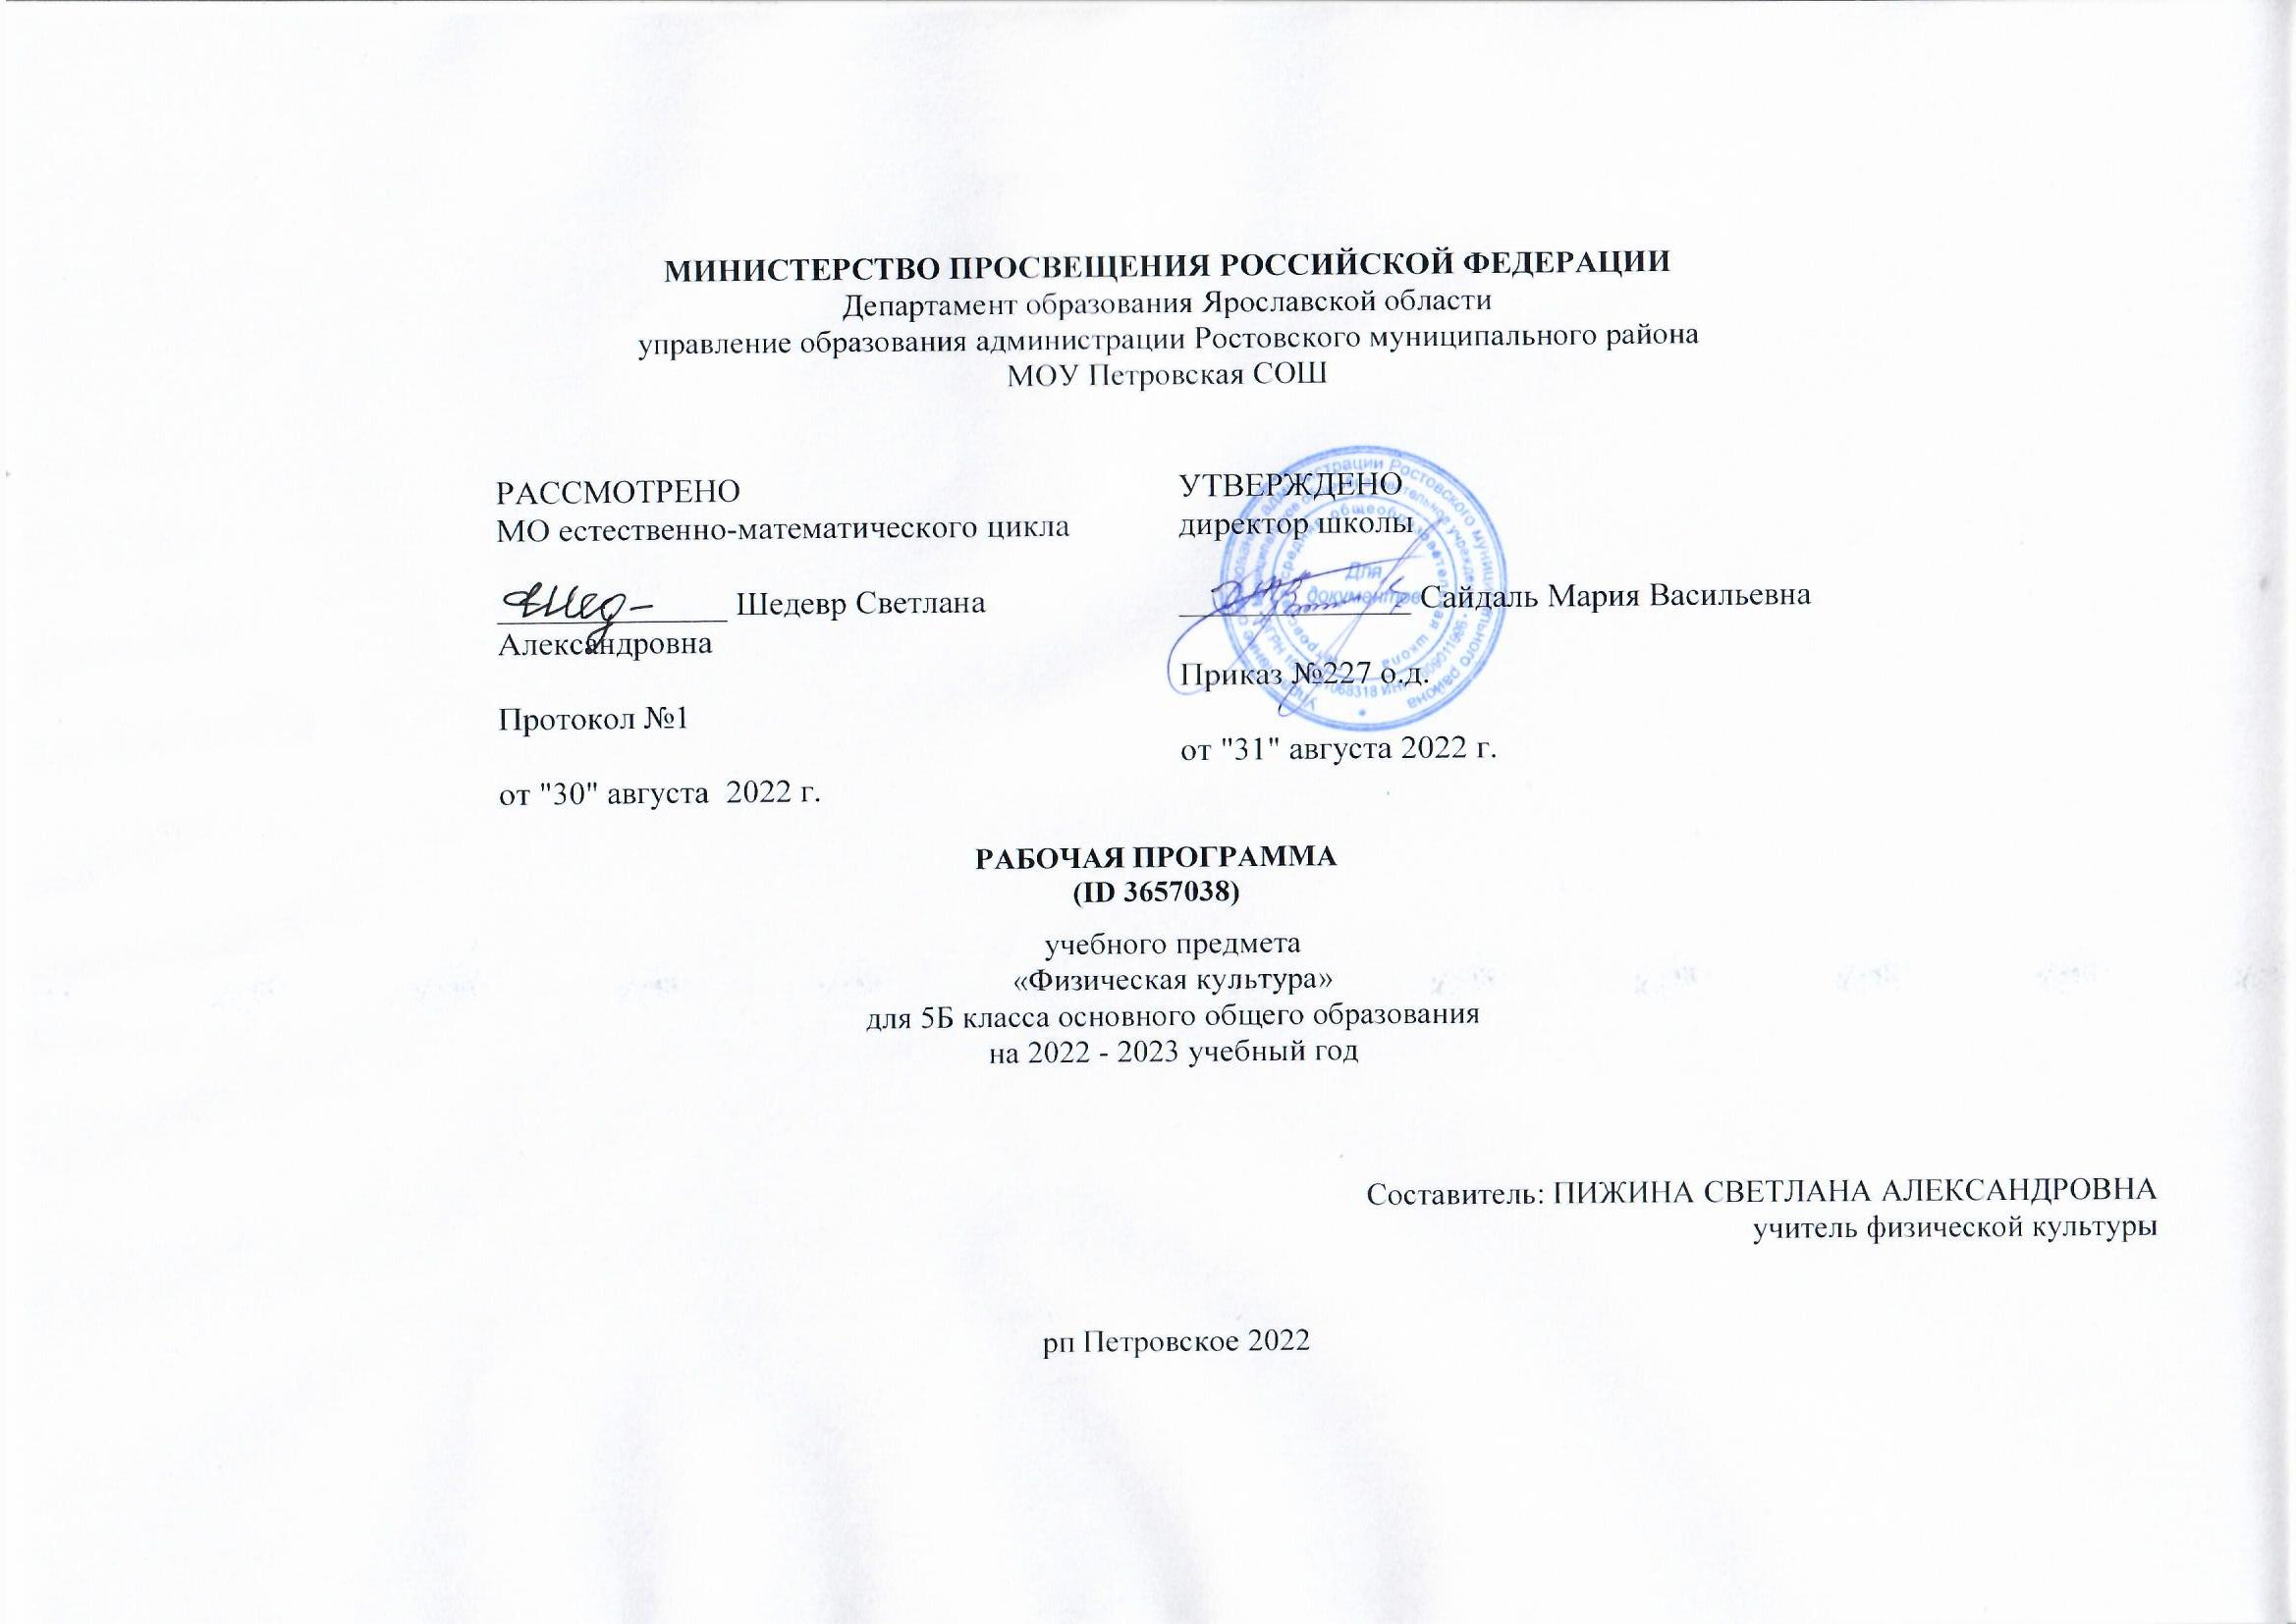 МИНИСТЕРСТВО ПРОСВЕЩЕНИЯ РОССИЙСКОЙ ФЕДЕРАЦИИ
Департамент образования Ярославской области
управление образования администрации Ростовского муниципального района
МОУ Петровская СОШ
РАССМОТРЕНО
МО естественно-математического цикла
Шедевр Светлана
Александровна
Протокол №1
от "30" августа 2022 г.
УТВЕРЖДЕНО
директор школы
Сайдаль Мария Васильевна
Приказ №227 о.д.
от "31" августа 2022 г.
Для
документов
РАБОЧАЯ ПРОГРАММА
(ID 3657038)
учебного предмета
«Физическая культура»
для 5Б класса основного общего образования
на 2022 - 2023 учебный год
Составитель: ПИЖИНА СВЕТЛАНА АЛЕКСАНДРОВНА
учитель физической культуры
рп Петровское 2022